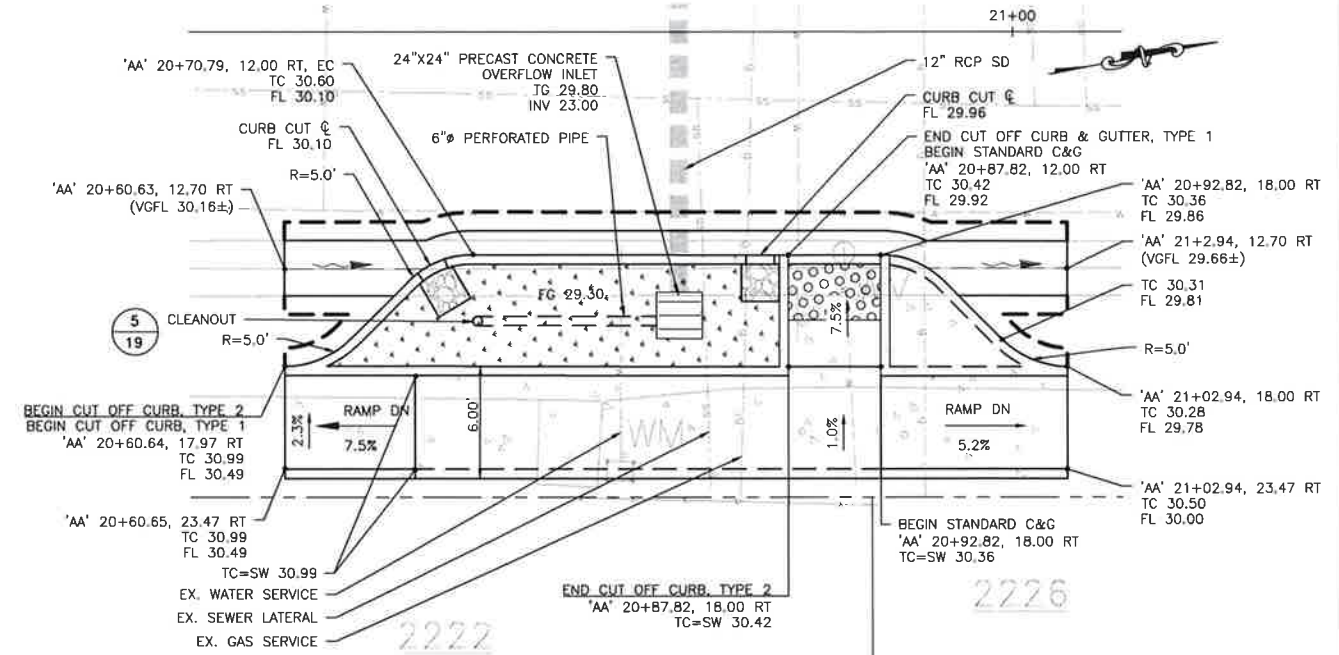 21+00
'AA' 20+70.79, 12.00 RT, EC
TC 30.60
FL 30.10
24"X24" PRECAST CONCRETE
OVERFLOW INLET
TG 29.80
INV 23.00
12" RCP SD
CURB CUT ℄
FL 29.96
CURB CUT ℄
FL 30.10
6"ø PERFORATED PIPE
END CUT OFF CURB & GUTTER, TYPE 1
BEGIN STANDARD C&G
'AA' 20+87.82, 12.00 RT
TC 30.42
FL 29.92
R=5.0'
'AA' 20+60.63, 12.70 RT
(VGFL 30.16±)
'AA' 20+92.82, 18.00 RT
TC 30.36
FL 29.86
'AA' 21+2.94, 12.70 RT
(VGFL 29.66±)
TC 30.31
FL 29.81
FG 29.30
7.5%
5
19
CLEANOUT
R=5.0'
R=5.0'
BEGIN CUT OFF CURB, TYPE 2
BEGIN CUT OFF CURB, TYPE 1
'AA' 20+60.64, 17.97 RT
TC 30.99
FL 30.49
'AA' 21+02.94, 18.00 RT
TC 30.28
FL 29.78
2.3%
RAMP DN
7.5%
6.00'
WM
1.0%
RAMP DN
5.2%
'AA' 20+60.65, 23.47 RT
TC 30.99
FL 30.49
'AA' 21+02.94, 23.47 RT
TC 30.50
FL 30.00
TC=SW 30.99
EX. WATER SERVICE
EX. SEWER LATERAL
EX. GAS SERVICE
END CUT OFF CURB, TYPE 2
'AA' 20+87.82, 18.00 RT
TC=SW 30.42
BEGIN STANDARD C&G
'AA' 20+92.82, 18.00 RT
TC=SW 30.36
2222
2226